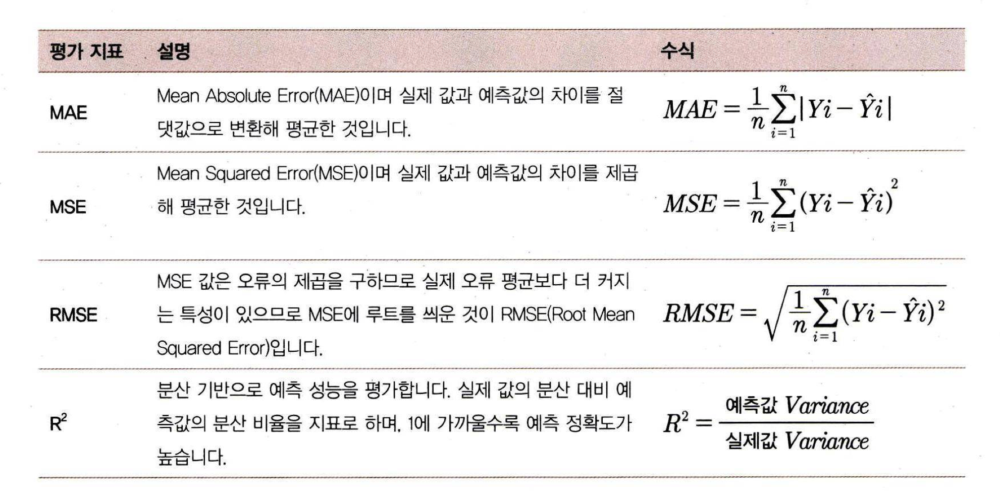 평가 지표 설명 수식
MAE
Mean Absolute Error(MAE)이며 실제 값과 예측값의 차이를 절
댓값으로 변환해 평균한 것입니다.
MAE = \frac{1}{n}\sum_{i=1}^{n}|Yi − Ŷi|
MSE
Mean Squared Error(MSE)이며 실제 값과 예측값의 차이를 제곱
해 평균한 것입니다.
MSE = \frac{1}{n}\sum_{i=1}^{n}(Yi − Ŷi)^2
RMSE
MSE 값은 오류의 제곱을 구하므로 실제 오류 평균보다 더 커지
는 특성이 있으므로 MSE에 루트를 씌운 것이 RMSE(Root Mean
Squared Error)입니다.
RMSE = \sqrt{\frac{1}{n}\sum_{i=1}^{n}(Yi − Ŷi)^2}
R²
분산 기반으로 예측 성능을 평가합니다. 실제 값의 분산 대비 예
측값의 분산 비율을 지표로 하며, 1에 가까울수록 예측 정확도가
높습니다.
R² = \frac{예측값 Variance}{실제값 Variance}